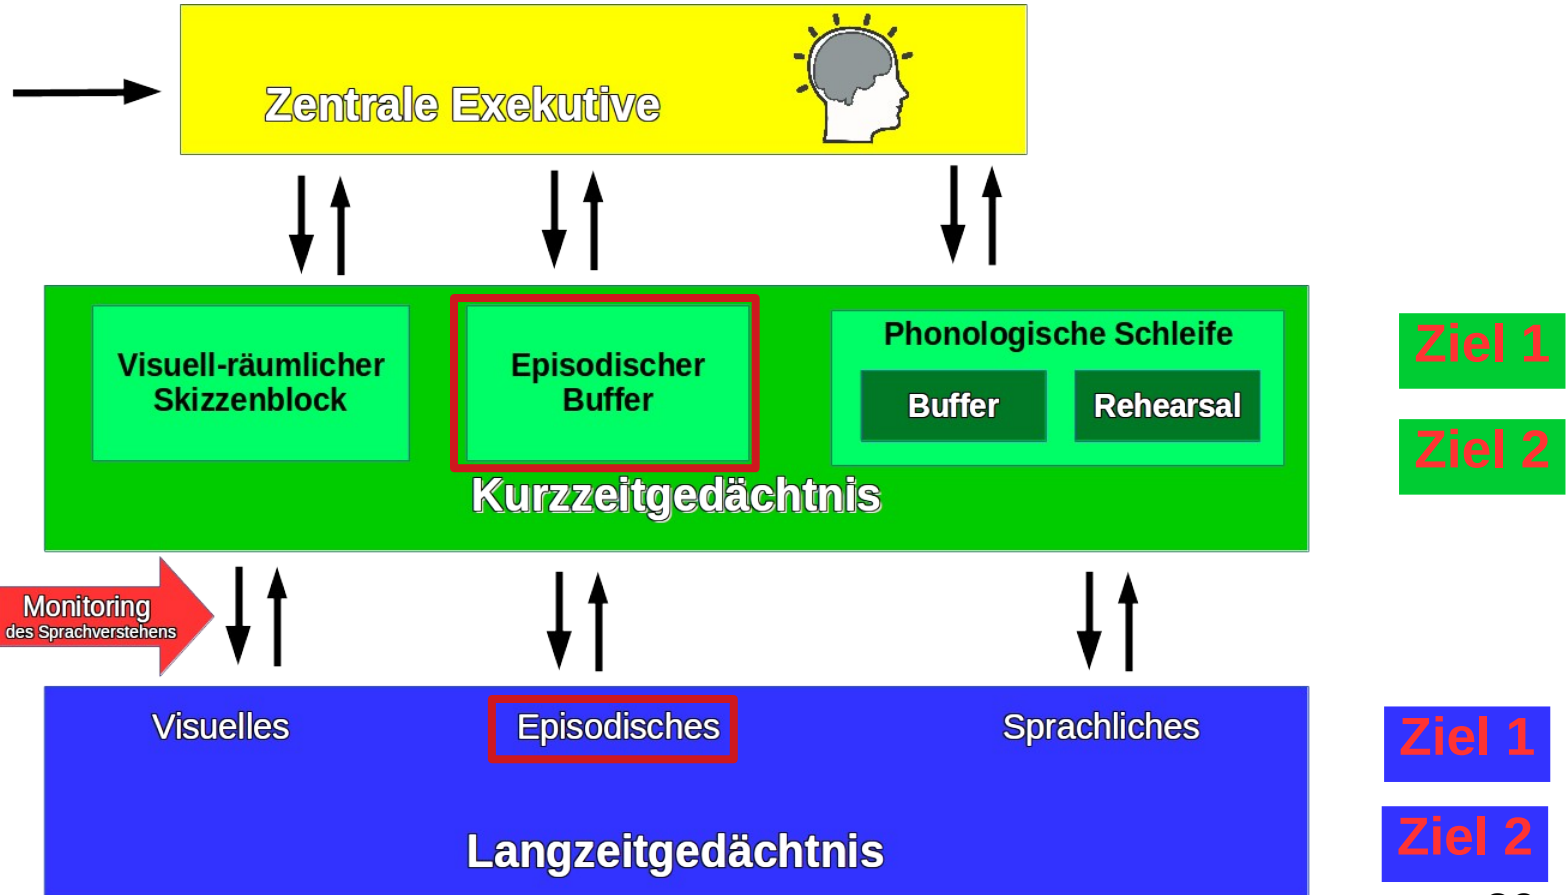 Zentrale Exekutive
Visuell-räumlicher
Skizzenblock
Episodischer
Buffer
Phonologische Schleife
Buffer
Rehearsal
Kurzzeitgedächtnis
Ziel 1
Ziel 2
Monitoring
des Sprachverstehens
Visuelles
Episodisches
Sprachliches
Langzeitgedächtnis
Ziel 1
Ziel 2